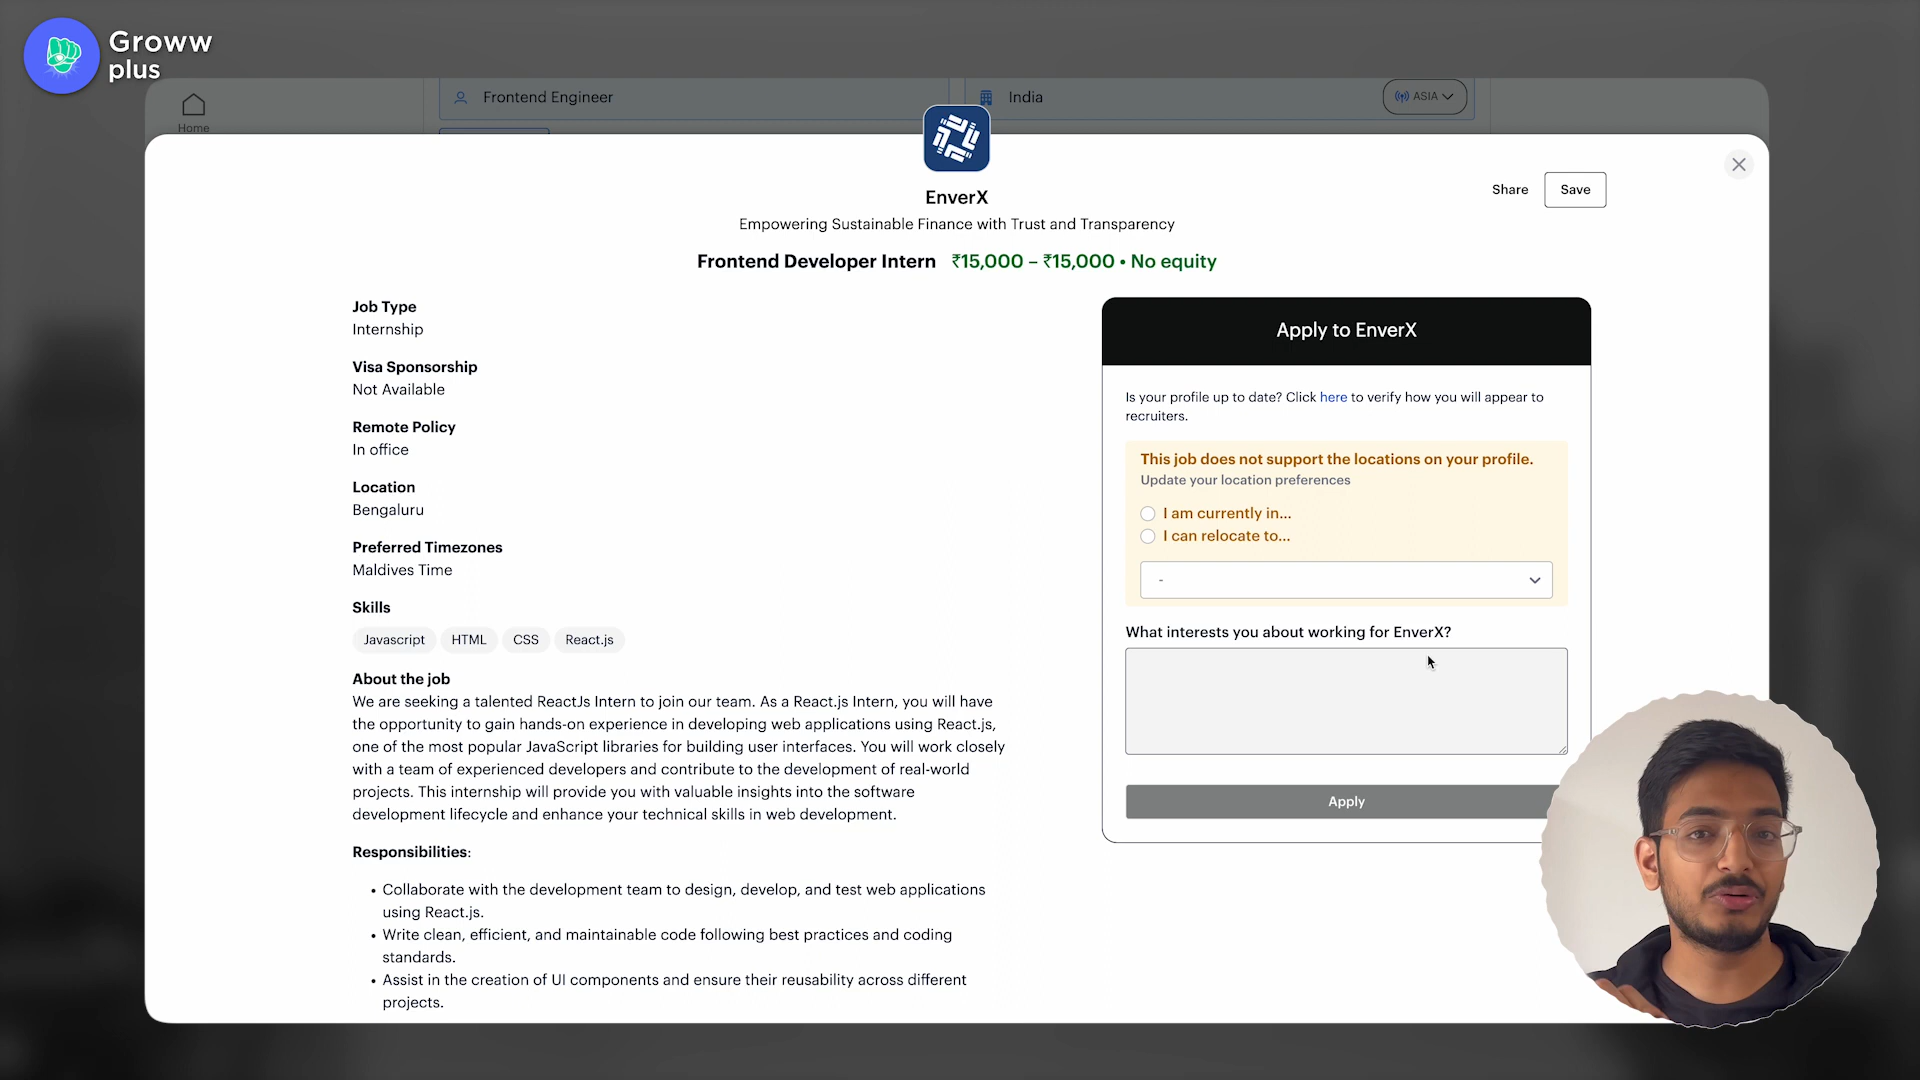 Groww
plus
Home
Frontend Engineer
India
ASIA
EnverX
Empowering Sustainable Finance with Trust and Transparency
Frontend Developer Intern ₹15,000 – ₹15,000 • No equity
Share
Save
Job Type
Internship
Visa Sponsorship
Not Available
Remote Policy
In office
Location
Bengaluru
Preferred Timezones
Maldives Time
Skills
Javascript HTML CSS React.js
About the job
We are seeking a talented ReactJs Intern to join our team. As a React.js Intern, you will have
the opportunity to gain hands-on experience in developing web applications using React.js,
one of the most popular JavaScript libraries for building user interfaces. You will work closely
with a team of experienced developers and contribute to the development of real-world
projects. This internship will provide you with valuable insights into the software
development lifecycle and enhance your technical skills in web development.
Responsibilities:
• Collaborate with the development team to design, develop, and test web applications
using React.js.
• Write clean, efficient, and maintainable code following best practices and coding
standards.
• Assist in the creation of UI components and ensure their reusability across different
projects.
Apply to EnverX
Is your profile up to date? Click here to verify how you will appear to
recruiters.
This job does not support the locations on your profile.
Update your location preferences
I am currently in...
I can relocate to...
-
What interests you about working for EnverX?
Apply